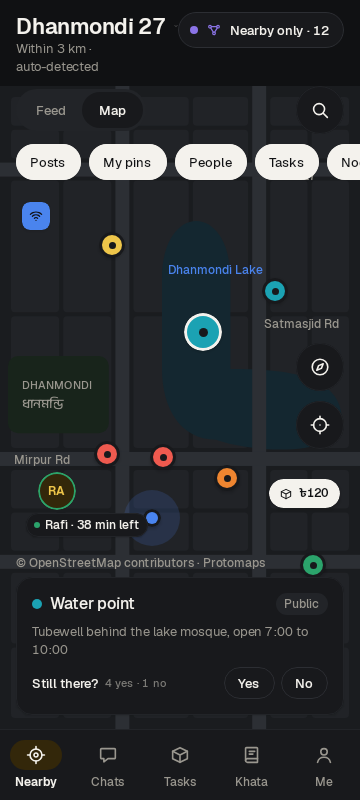 Dhanmondi 27
Nearby only · 12
Within 3 km ·
auto-detected
Feed
Map
Posts
My pins
People
Tasks
Dhanmondi Lake
Satmasjid Rd
DHANMONDI
ধানমন্ডি
Mirpur Rd
RA
৳120
Rafi · 38 min left
© OpenStreetMap contributors · Protomaps
Water point
Public
Tubewell behind the lake mosque, open 7:00 to
10:00
Still there? 4 yes · 1 no
Yes
No
Nearby
Chats
Tasks
Khata
Me